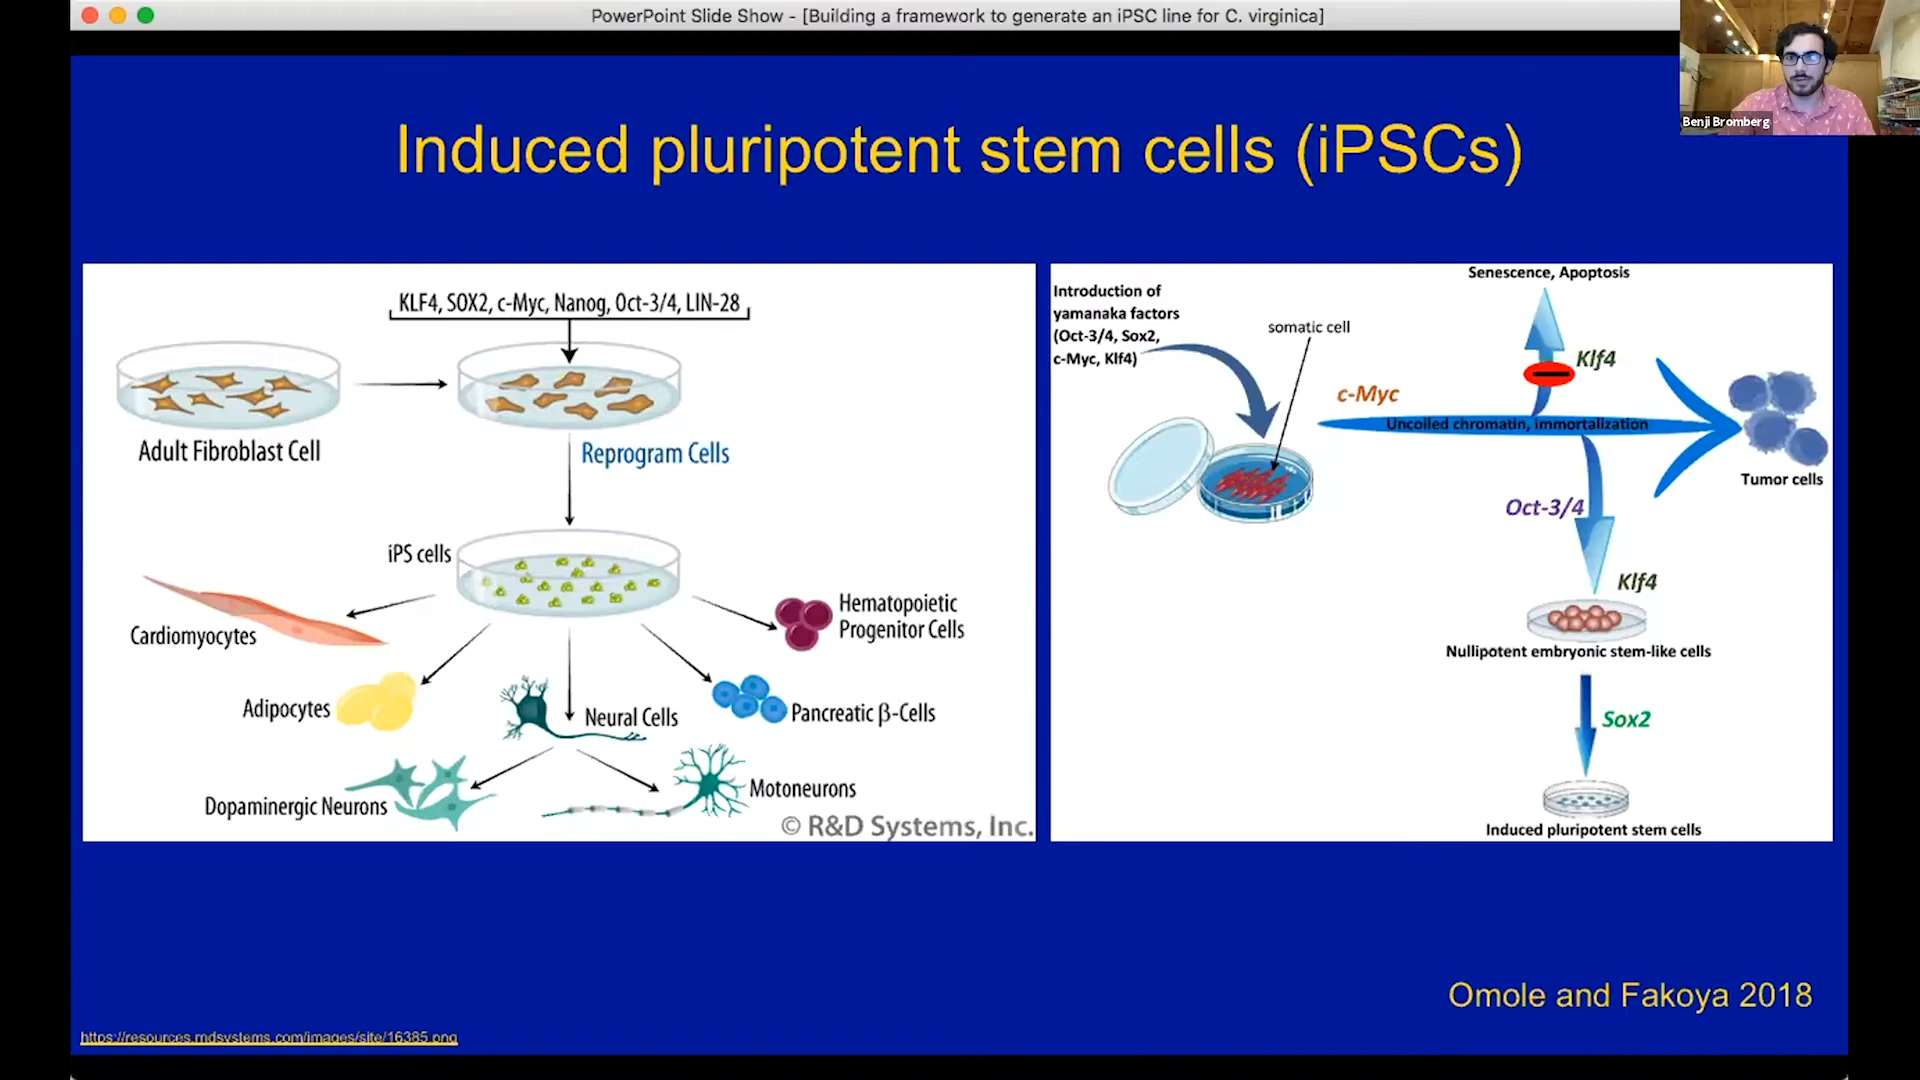 PowerPoint Slide Show - [Building a framework to generate an iPSC line for C. virginica]
Benji Bromberg
Induced pluripotent stem cells (iPSCs)
KLF4, SOX2, c-Myc, Nanog, Oct-3/4, LIN-28
Adult Fibroblast Cell
Reprogram Cells
iPS cells
Cardiomyocytes
Hematopoietic
Progenitor Cells
Adipocytes
Neural Cells
Pancreatic β-Cells
Dopaminergic Neurons
Motoneurons
© R&D Systems, Inc.
Introduction of
yamanaka factors
(Oct-3/4, Sox2,
c-Myc, Klf4)
somatic cell
Senescence, Apoptosis
Klf4
c-Myc
Uncoiled chromatin, immortalization
Tumor cells
Oct-3/4
Klf4
Nullipotent embryonic stem-like cells
Sox2
Induced pluripotent stem cells
Omole and Fakoya 2018
https://resources.rndsystems.com/images/site/16385.png